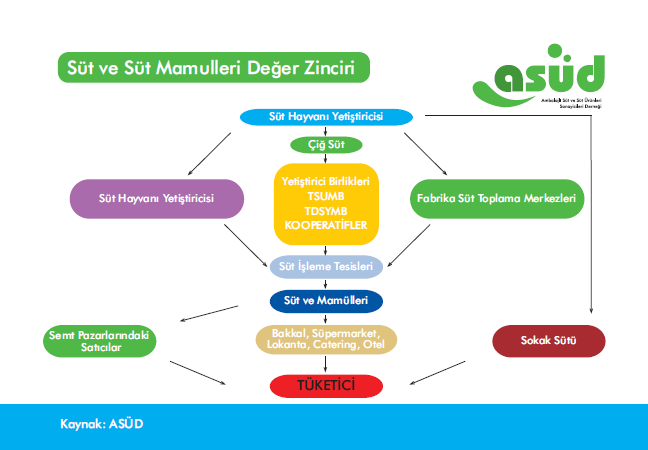 Süt ve Süt Mamulleri Değer Zinciri
asüd
Ambalajlı Süt ve Süt Ürünleri
Sanayicileri Derneği
Süt Hayvanı Yetiştiricisi
Çiğ Süt
Süt Hayvanı Yetiştiricisi
Yetiştirici Birlikleri
TSUMB
TDSYMB
KOOPERATİFLER
Fabrika Süt Toplama Merkezleri
Süt İşleme Tesisleri
Süt ve Mamülleri
Semt Pazarlarındaki
Satıcılar
Bakkal, Süpermarket,
Lokanta, Catering, Otel
Sokak Sütü
TÜKETİCİ
Kaynak: ASÜD